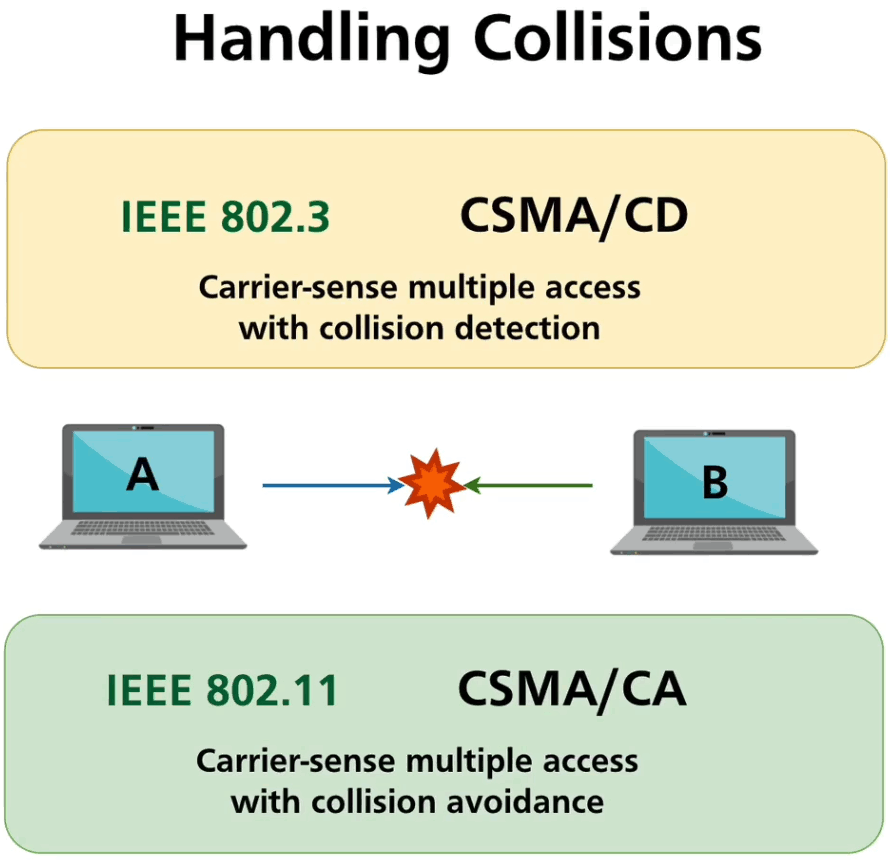 Handling Collisions
IEEE 802.3 CSMA/CD
Carrier-sense multiple access
with collision detection
A
B
IEEE 802.11 CSMA/CA
Carrier-sense multiple access
with collision avoidance